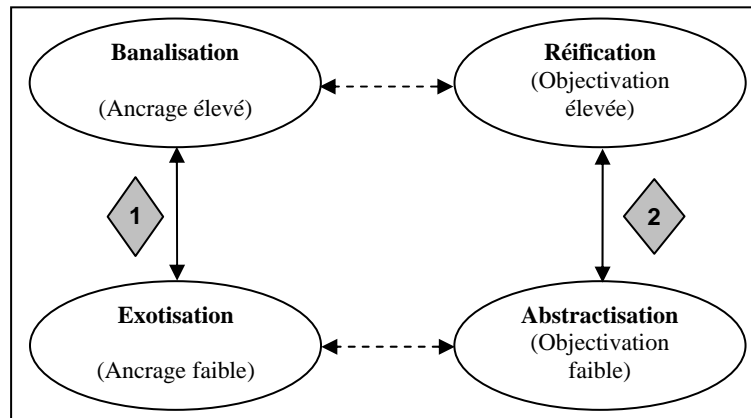 Banalisation
(Ancrage élevé)
Réification
(Objectivation
élevée)
1
2
Exotisation
(Ancrage faible)
Abstractisation
(Objectivation
faible)